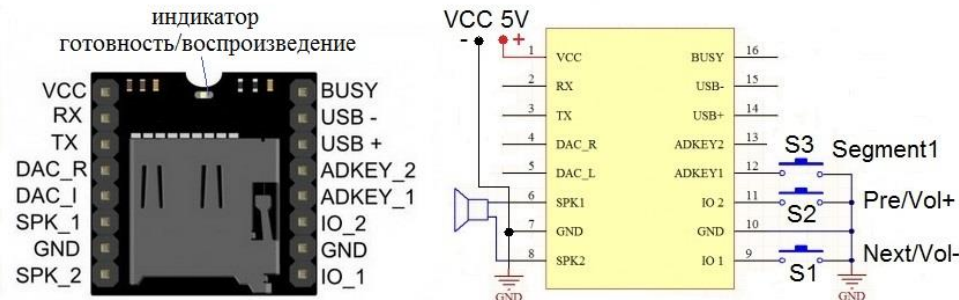 индикатор
готовность/воспроизведение
VCC
RX
TX
DAC_R
DAC_I
SPK_1
GND
SPK_2
BUSY
USB -
USB +
ADKEY_2
ADKEY_1
IO_2
GND
IO_1
VCC 5V
- +
1 VCC BUSY 16
2 RX USB- 15
3 TX USB+ 14
4 DAC_R ADKEY2 13
5 DAC_L ADKEY1 12
6 SPK1 IO 2 11
7 GND GND 10
8 SPK2 IO 1 9
S3 Segment1
S2 Pre/Vol+
S1 Next/Vol-
GND
GND